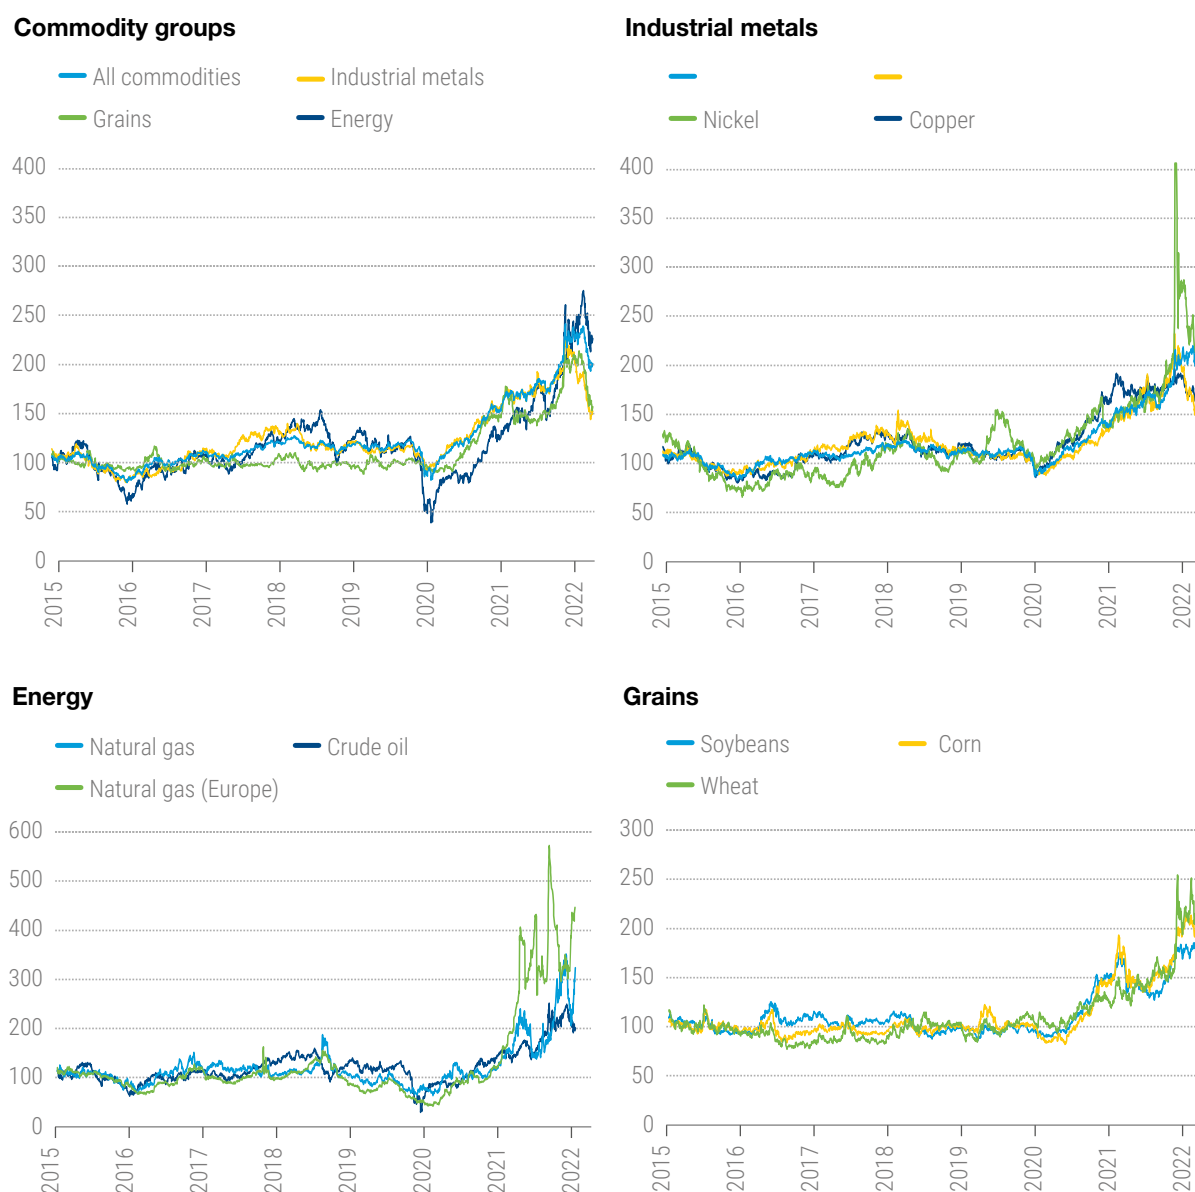 Commodity groups
All commodities Industrial metals
Grains Energy
400
350
300
250
200
150
100
50
0
2015 2016 2017 2018 2019 2020 2021 2022
Industrial metals
Nickel Copper
400
350
300
250
200
150
100
50
0
2015 2016 2017 2018 2019 2020 2021 2022
Energy
Natural gas Crude oil
Natural gas (Europe)
600
500
400
300
200
100
0
2015 2016 2017 2018 2019 2020 2021 2022
Grains
Soybeans Corn
Wheat
300
250
200
150
100
50
0
2015 2016 2017 2018 2019 2020 2021 2022